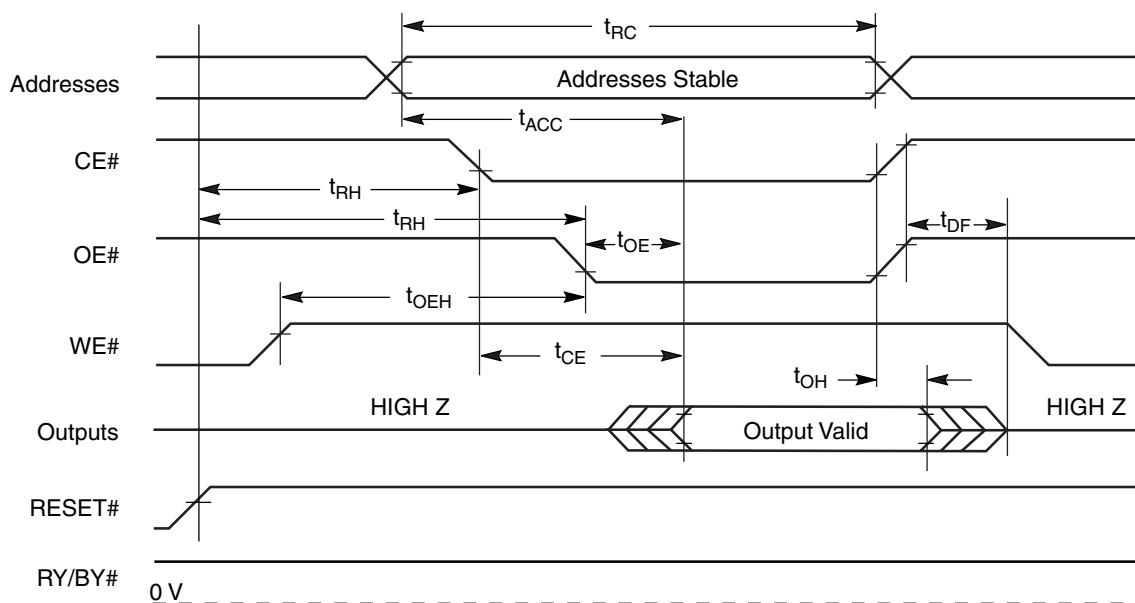 tRC
Addresses
Addresses Stable
tACC
CE#
tRH
tRH
tOE
tDF
OE#
tOEH
WE#
tCE
tOH
HIGH Z
HIGH Z
Outputs
Output Valid
RESET#
RY/BY#
0 V